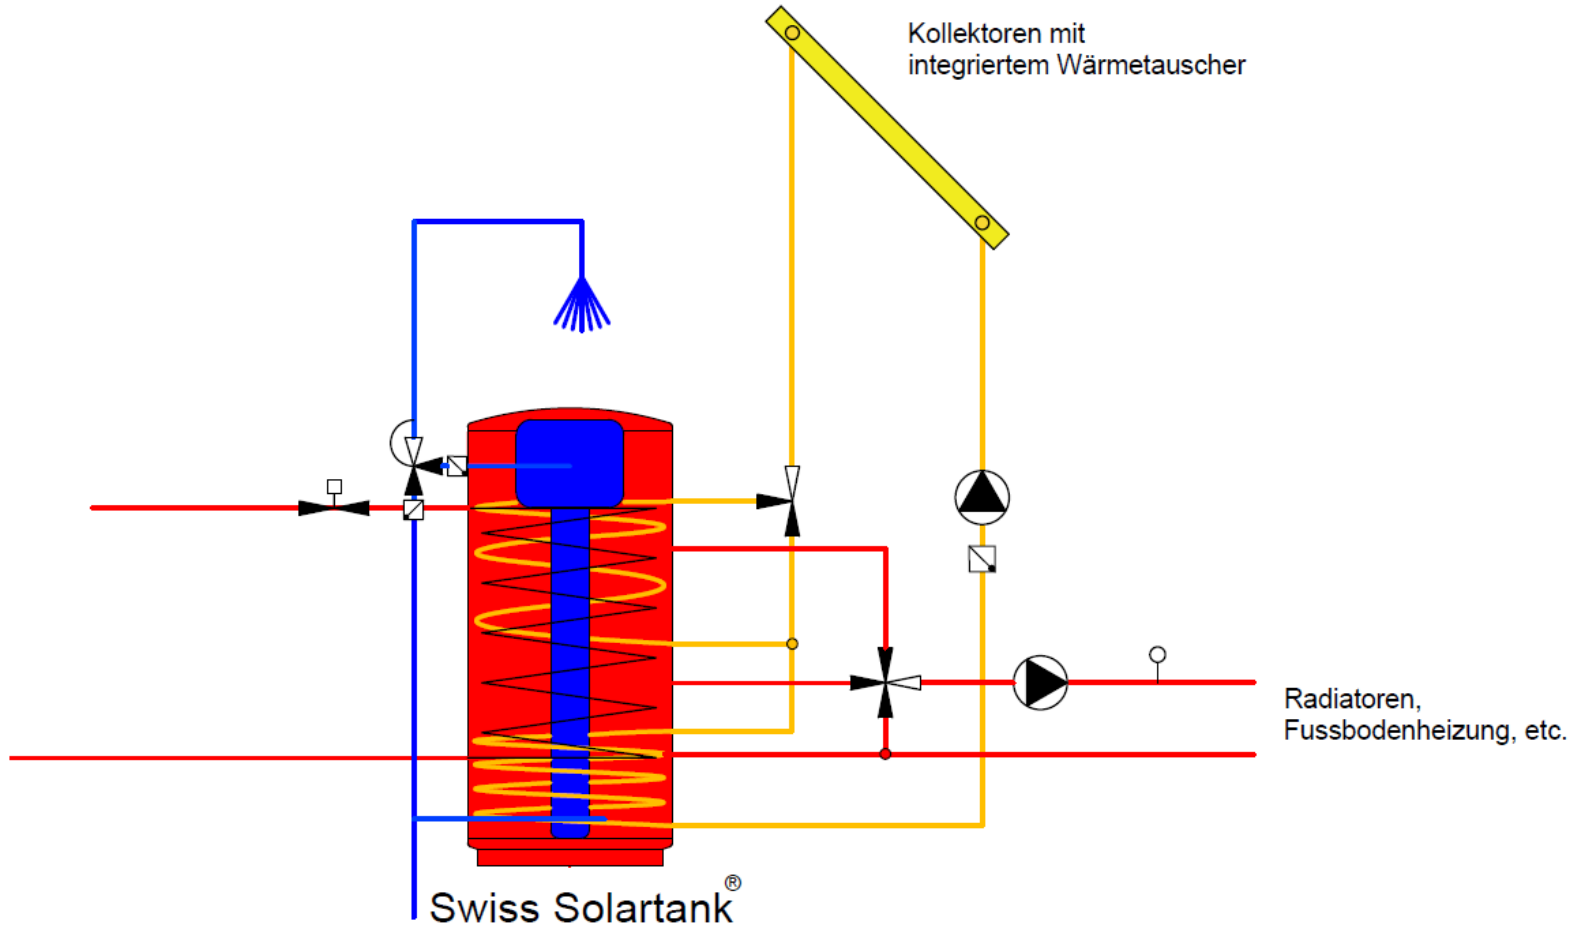 Kollektoren mit
integriertem Wärmetauscher
Radiatoren,
Fussbodenheizung, etc.
Swiss Solartank®